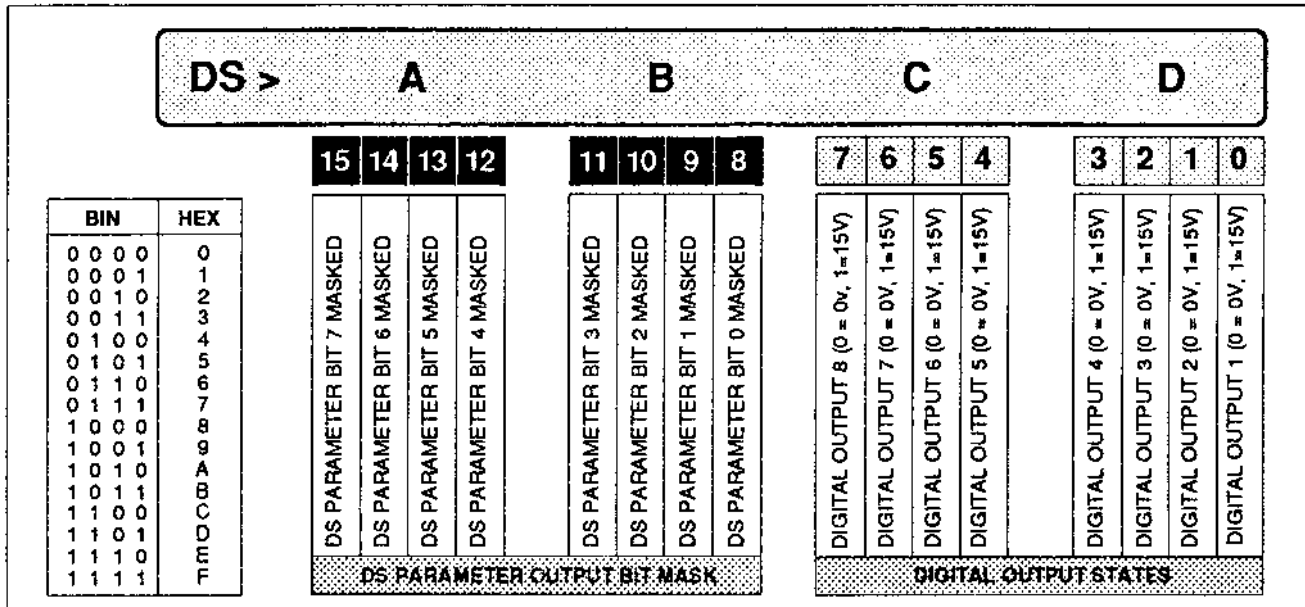 DS > A B C D
15 14 13 12 11 10 9 8 7 6 5 4 3 2 1 0
BIN HEX
0 0 0 0 0
0 0 0 1 1
0 0 1 0 2
0 0 1 1 3
0 1 0 0 4
0 1 0 1 5
0 1 1 0 6
0 1 1 1 7
1 0 0 0 8
1 0 0 1 9
1 0 1 0 A
1 0 1 1 B
1 1 0 0 C
1 1 0 1 D
1 1 1 0 E
1 1 1 1 F
DS PARAMETER BIT 7 MASKED
DS PARAMETER BIT 6 MASKED
DS PARAMETER BIT 5 MASKED
DS PARAMETER BIT 4 MASKED
DS PARAMETER BIT 3 MASKED
DS PARAMETER BIT 2 MASKED
DS PARAMETER BIT 1 MASKED
DS PARAMETER BIT 0 MASKED
DIGITAL OUTPUT 8 (0 = 0v, 1=15V)
DIGITAL OUTPUT 7 (0 = 0V, 1=15V)
DIGITAL OUTPUT 6 (0 = 0V, 1=15V)
DIGITAL OUTPUT 5 (0 = 0V, 1=15V)
DIGITAL OUTPUT 4 (0 = 0V, 1=15V)
DIGITAL OUTPUT 3 (0 = 0V, 1=15V)
DIGITAL OUTPUT 2 (0 = 0V, 1=15V)
DIGITAL OUTPUT 1 (0 = 0V, 1=15V)
DS PARAMETER OUTPUT BIT MASK
DIGITAL OUTPUT STATES